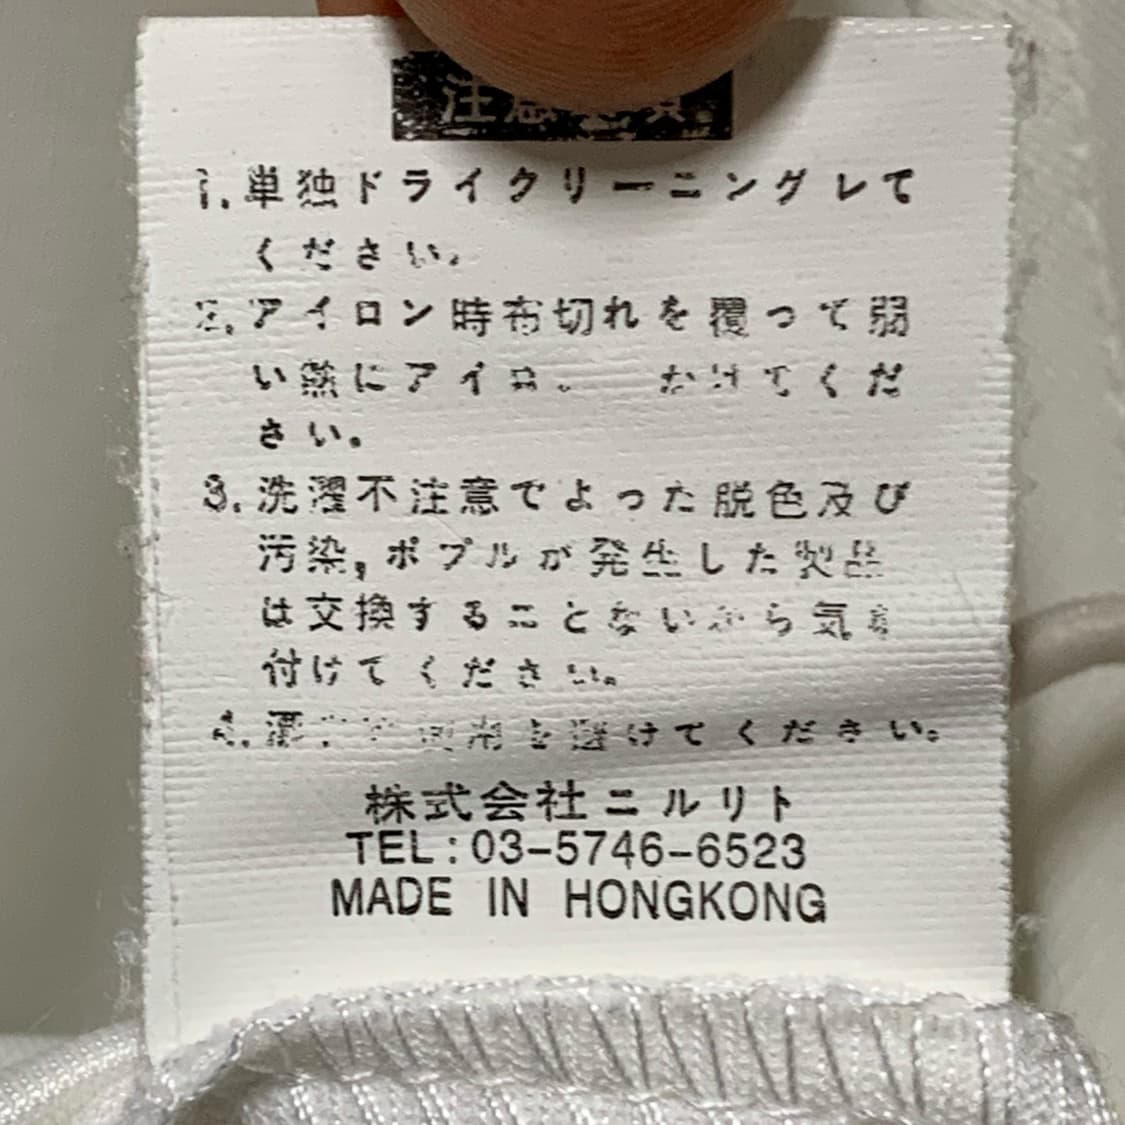 1.単独ドライクリーニングレて
ください。
2.アイロン時布切れを覆って弱
い熱にアイロ かけてくだ
さい。
3.洗濯不注意でよった脱色及び
汚染,ポプルが発生した製品
は交換することないから気を
付けてください。
4. を避けてください。
株式会社ニルリト
TEL:03-5746-6523
MADE IN HONGKONG